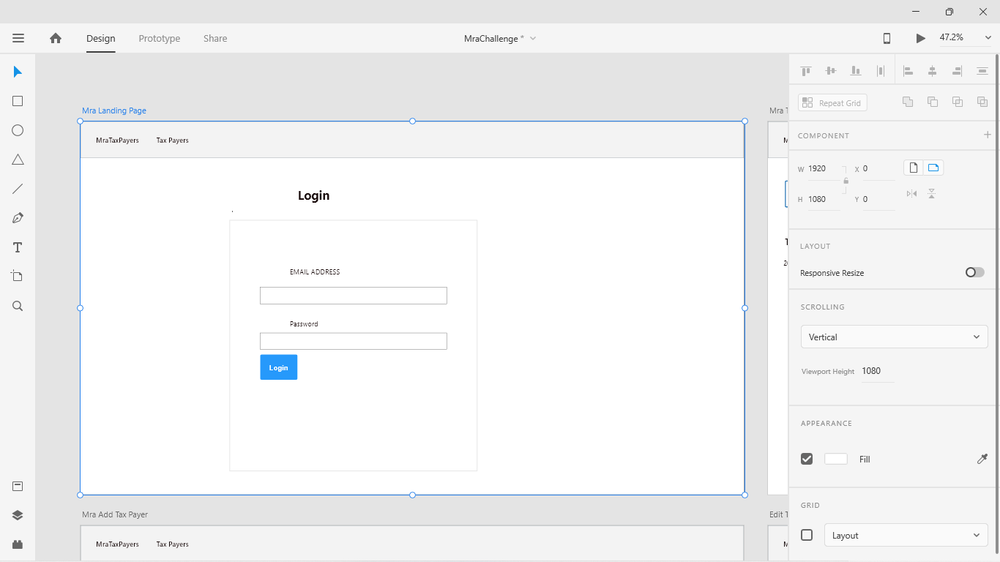 Design
Prototype
Share
MraChallenge *
47.2%
Repeat Grid
COMPONENT
W 1920
X 0
H 1080
Y 0
LAYOUT
Responsive Resize
SCROLLING
Vertical
Viewport Height 1080
APPEARANCE
Fill
GRID
Layout
Mra Landing Page
MraTaxPayers
Tax Payers
Login
EMAIL ADDRESS
Password
Login
Mra Add Tax Payer
MraTaxPayers
Tax Payers
Mra
Edit